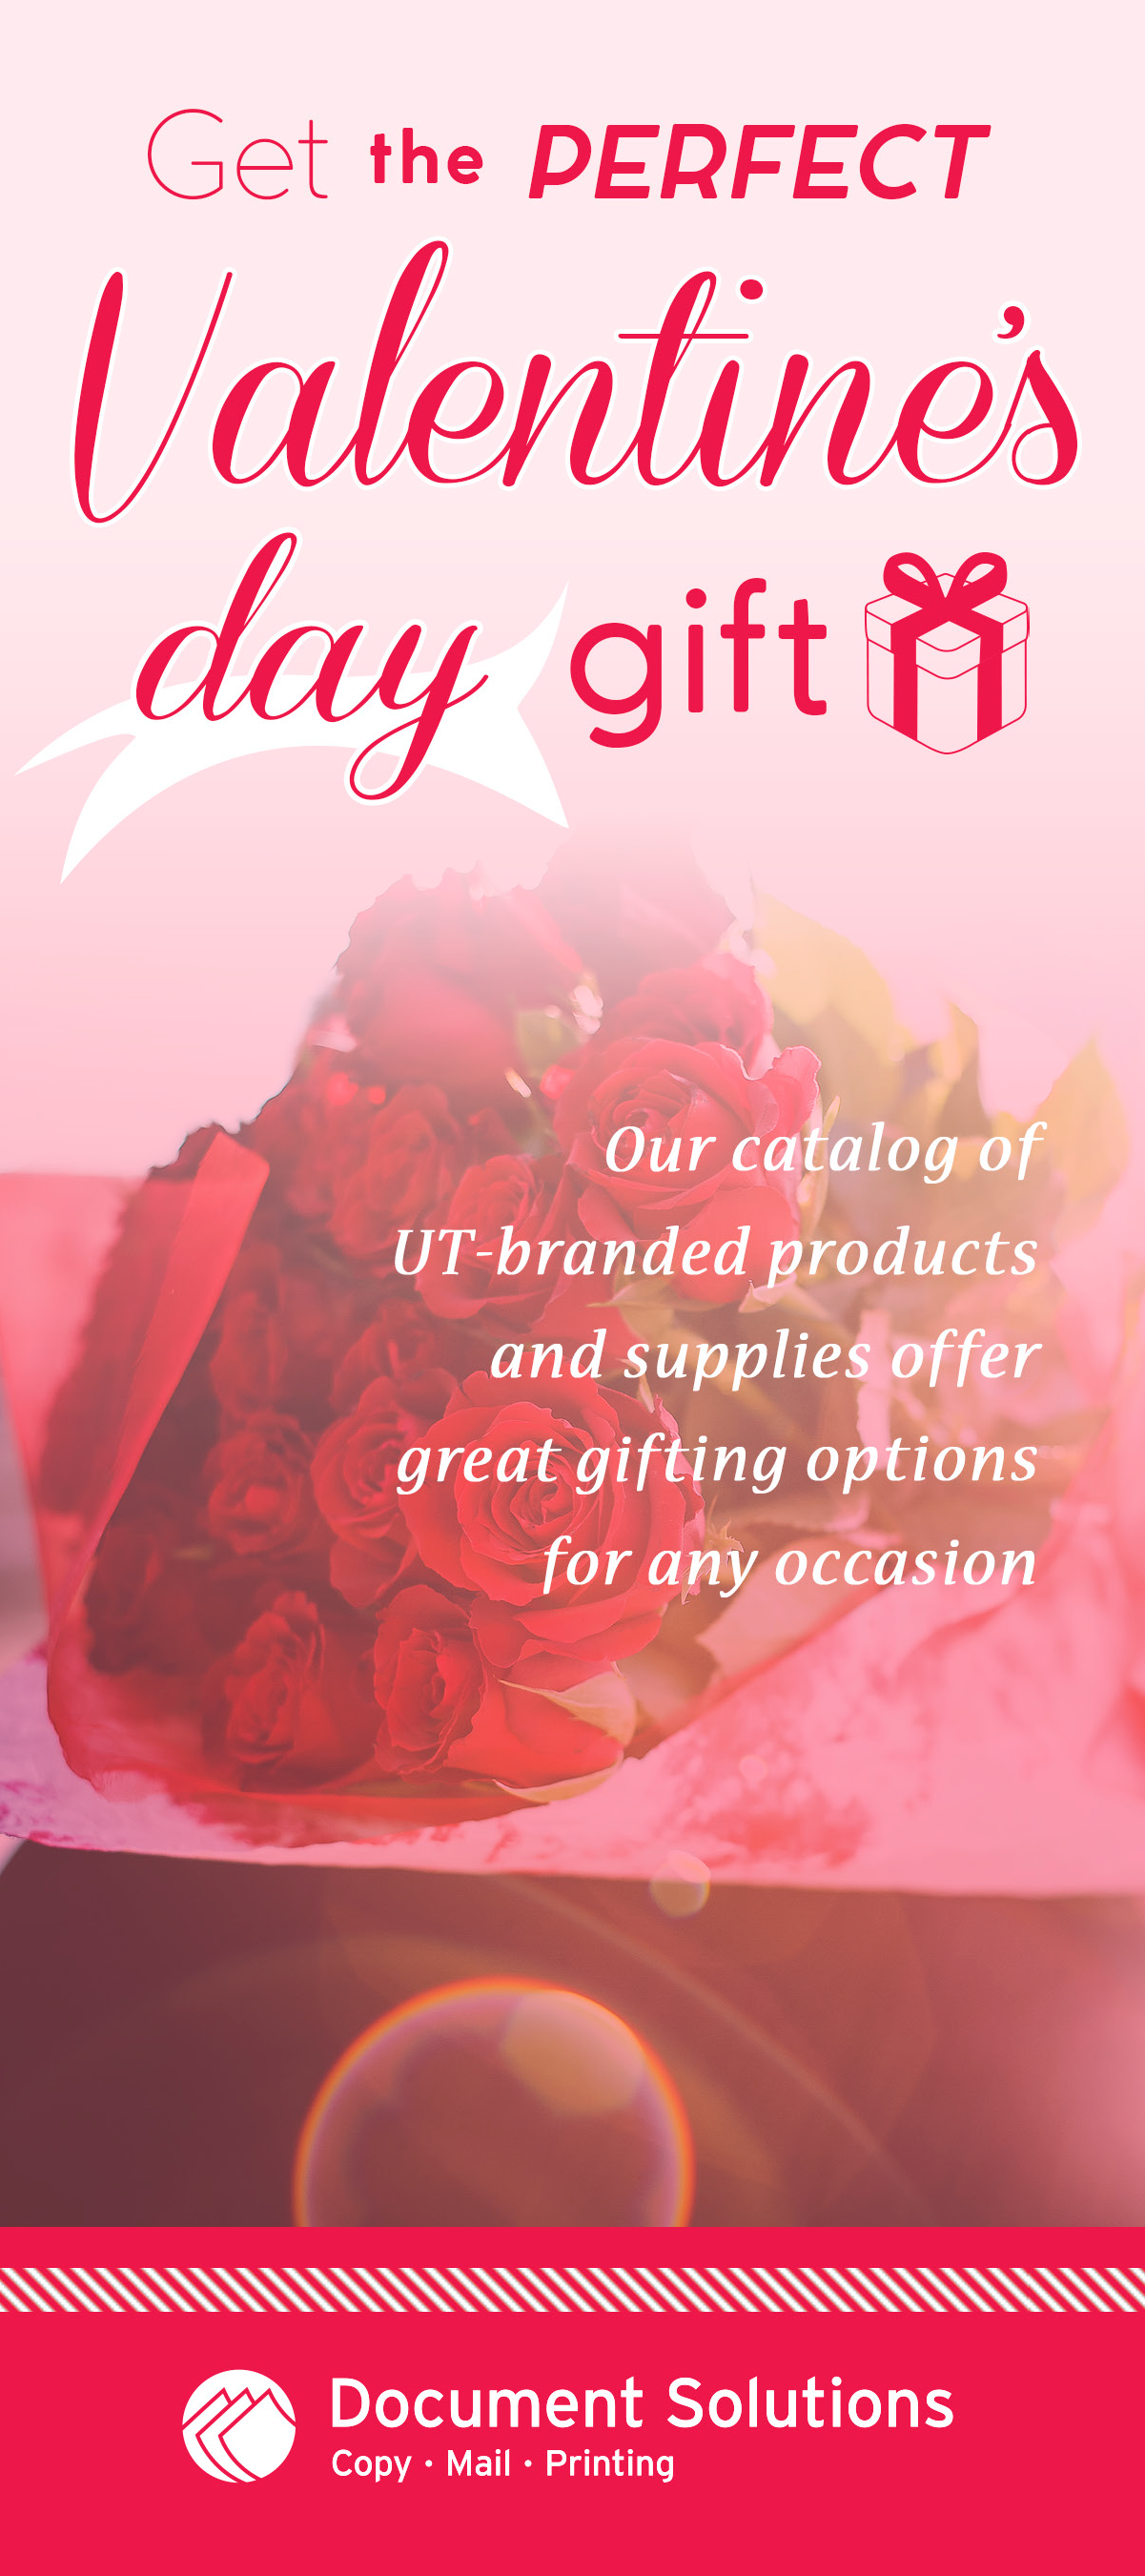 Get the PERFECT
Valentine's
day gift
Our catalog of
UT-branded products
and supplies offer
great gifting options
for any occasion
Document Solutions
Copy · Mail · Printing